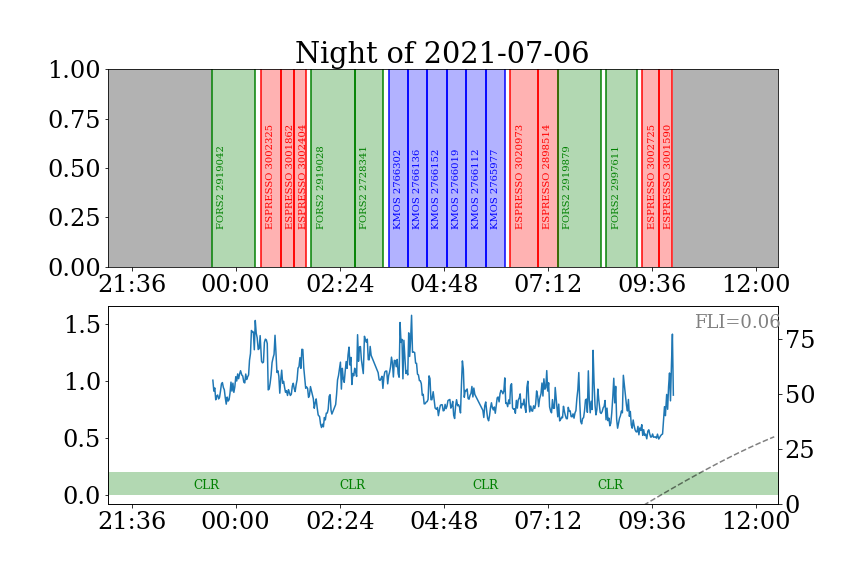 Night of 2021-07-06
1.00
0.75
0.50
0.25
0.00
FORS2 2919042
ESPRESSO 3002325
ESPRESSO 3001862
ESPRESSO 3002404
FORS2 2919028
FORS2 2728341
KMOS 2766302
KMOS 2766136
KMOS 2766152
KMOS 2766019
KMOS 2766112
KMOS 2765977
ESPRESSO 3020973
ESPRESSO 2898514
FORS2 2919879
FORS2 2997611
ESPRESSO 3002725
ESPRESSO 3001590
21:36 00:00 02:24 04:48 07:12 09:36 12:00
FLI=0.06
1.5
1.0
0.5
0.0
75
50
25
0
CLR CLR CLR CLR
21:36 00:00 02:24 04:48 07:12 09:36 12:00